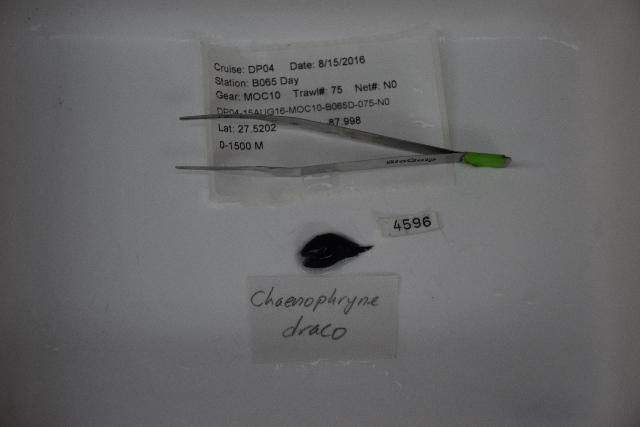 Cruise: DP04 Date: 8/15/2016
Station: B065 Day
Gear: MOC10 Trawl#: 75 Net#: N0
DP04-15AUG16-MOC10-B065D-075-N0
Lat: 27.5202 87.998
0-1500 M
4596
Chaenophryne
draco